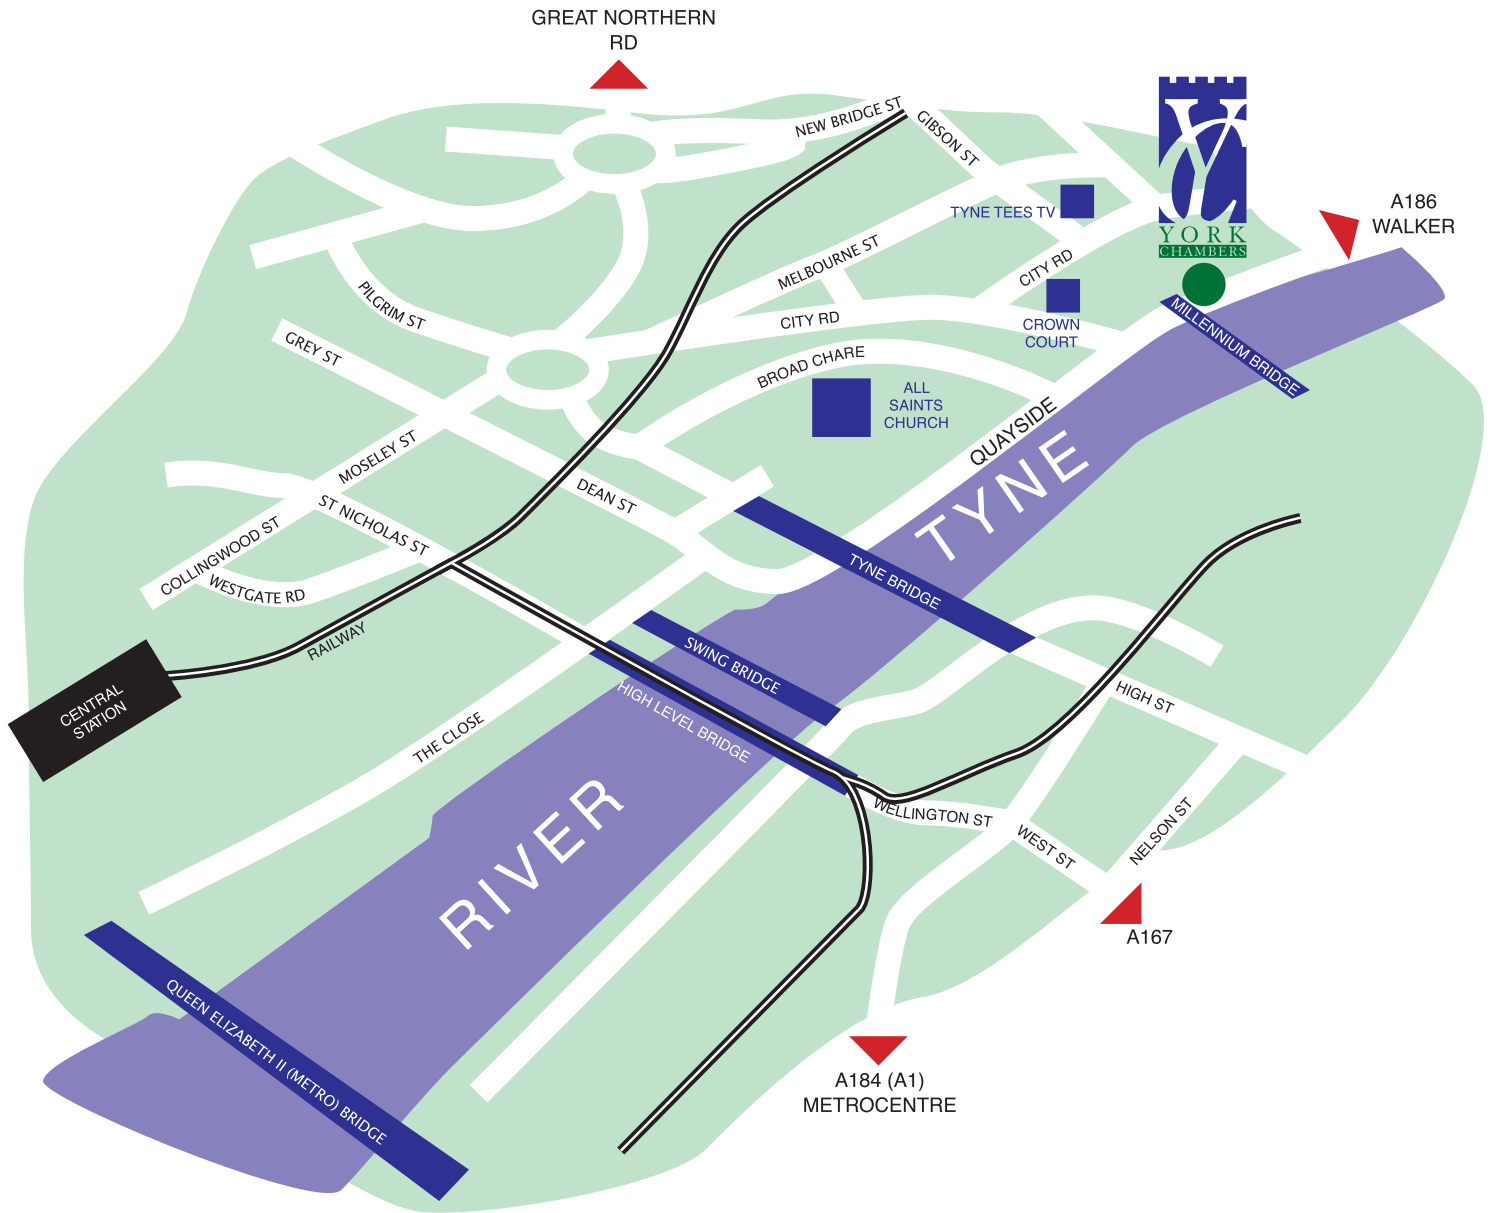 GREAT NORTHERN
RD
NEW BRIDGE ST
GIBSON ST
TYNE TEES TV
YC
YORK
CHAMBERS
A186
WALKER
MELBOURNE ST
CITY RD
PILGRIM ST
CITY RD
CROWN
COURT
MILLENNIUM BRIDGE
GREY ST
BROAD CHARE
ALL
SAINTS
CHURCH
QUAYSIDE
MOSELEY ST
TYNE
DEAN ST
ST NICHOLAS ST
COLLINGWOOD ST
WESTGATE RD
TYNE BRIDGE
RAILWAY
SWING BRIDGE
CENTRAL
STATION
HIGH LEVEL BRIDGE
HIGH ST
THE CLOSE
RIVER
WELLINGTON ST
WEST ST
NELSON ST
A167
QUEEN ELIZABETH II (METRO) BRIDGE
A184 (A1)
METROCENTRE